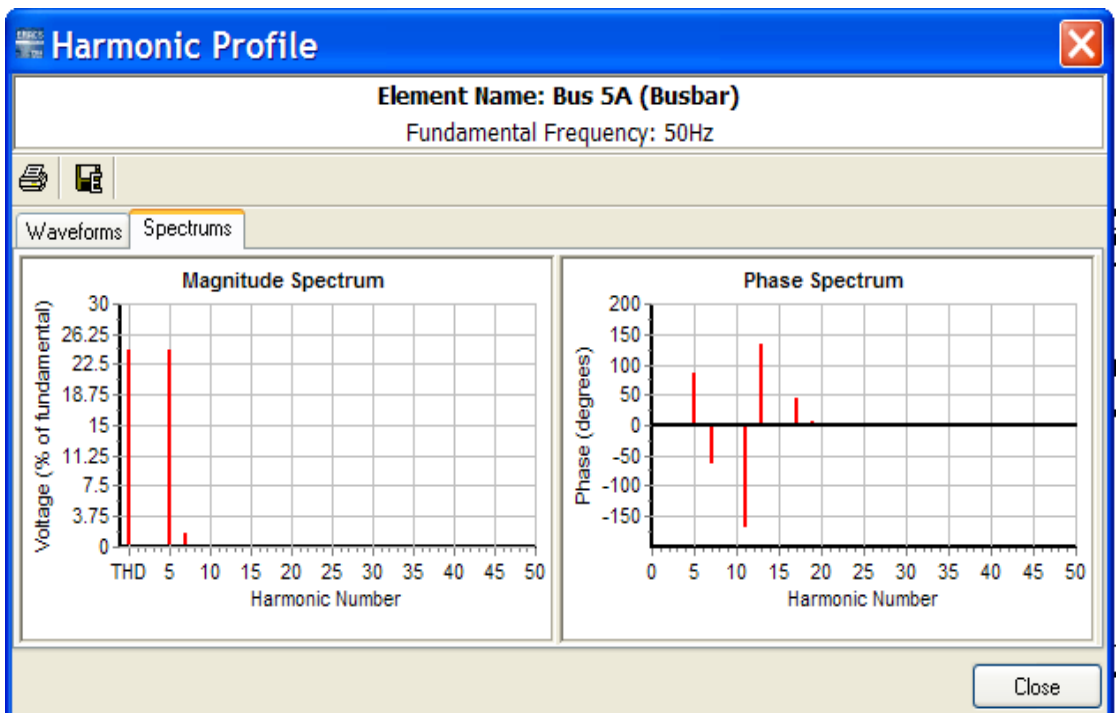 Harmonic Profile
Element Name: Bus 5A (Busbar)
Fundamental Frequency: 50Hz
Waveforms
Spectrums
Magnitude Spectrum
Voltage (% of fundamental)
30
26.25
22.5
18.75
15
11.25
7.5
3.75
0
THD 5 10 15 20 25 30 35 40 45 50
Harmonic Number
Phase Spectrum
Phase (degrees)
200
150
100
50
0
-50
-100
-150
0 5 10 15 20 25 30 35 40 45 50
Harmonic Number
Close